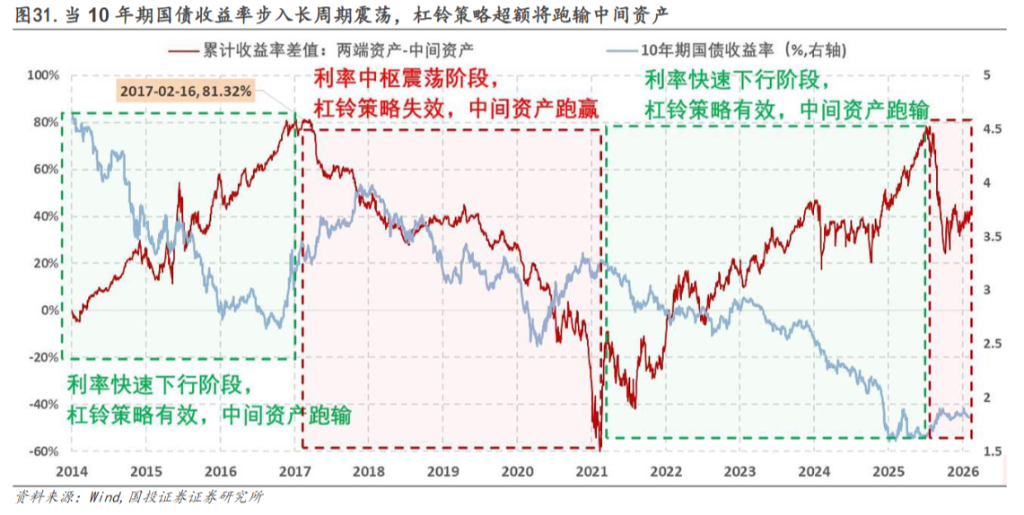 图31. 当 10 年期国债收益率步入长周期震荡，杠铃策略超额将跑输中间资产
累计收益率差值：两端资产-中间资产
10年期国债收益率（%,右轴）
2017-02-16, 81.32%
利率中枢震荡阶段，
杠铃策略失效，中间资产跑赢
利率快速下行阶段，
杠铃策略有效，中间资产跑输
利率快速下行阶段，
杠铃策略有效，中间资产跑输
100%
80%
60%
40%
20%
0%
-20%
-40%
-60%
5
4.5
4
3.5
3
2.5
2
1.5
2014 2015 2016 2017 2018 2019 2020 2021 2022 2023 2024 2025 2026
资料来源：Wind, 国投证券证券研究所